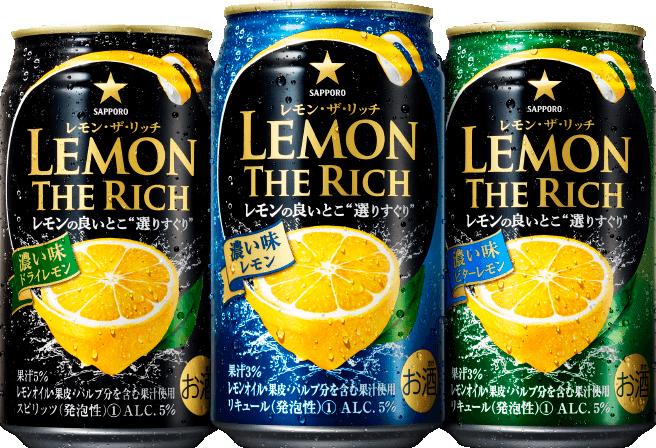 SAPPORO
レモン・ザ・リッチ
LEMON
THE RICH
レモンの良いとこ“選りすぐり”
濃い味
ドライレモン
果汁5%
レモンオイル・果皮・パルプ分を含む果汁使用
スピリッツ(発泡性)① ALC. 5%
お酒
SAPPORO
レモン・ザ・リッチ
LEMON
THE RICH
レモンの良いとこ“選りすぐり”
濃い味
レモン
果汁3%
レモンオイル・果皮・パルプ分を含む果汁使用
リキュール(発泡性)① ALC. 5%
お酒
SAPPORO
レモン・ザ・リッチ
LEMON
THE RICH
レモンの良いとこ“選りすぐり”
濃い味
ビターレモン
果汁3%
レモンオイル・果皮・パルプ分を含む果汁使用
リキュール(発泡性)① ALC. 5%
お酒